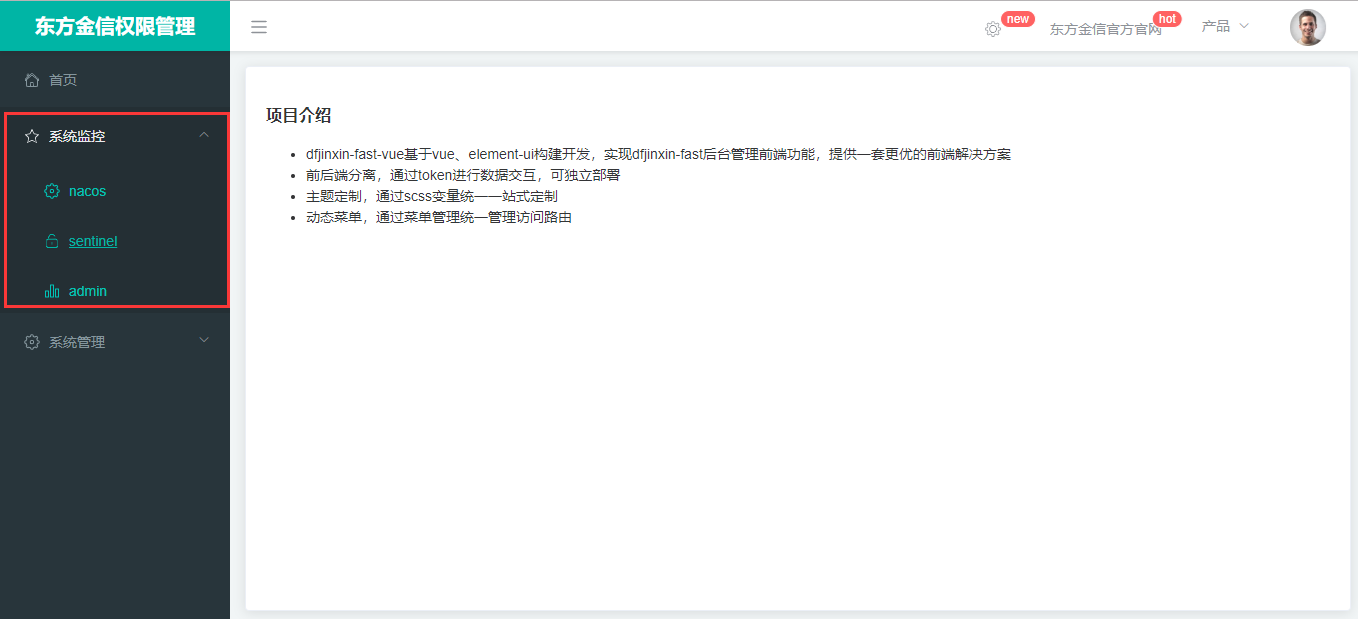 东方金信权限管理
new
东方金信官方官网
hot
产品
首页
系统监控
nacos
sentinel
admin
系统管理
项目介绍
dfjinxin-fast-vue基于vue、element-ui构建开发，实现dfjinxin-fast后台管理前端功能，提供一套更优的前端解决方案
前后端分离，通过token进行数据交互，可独立部署
主题定制，通过scss变量统一一站式定制
动态菜单，通过菜单管理统一管理访问路由